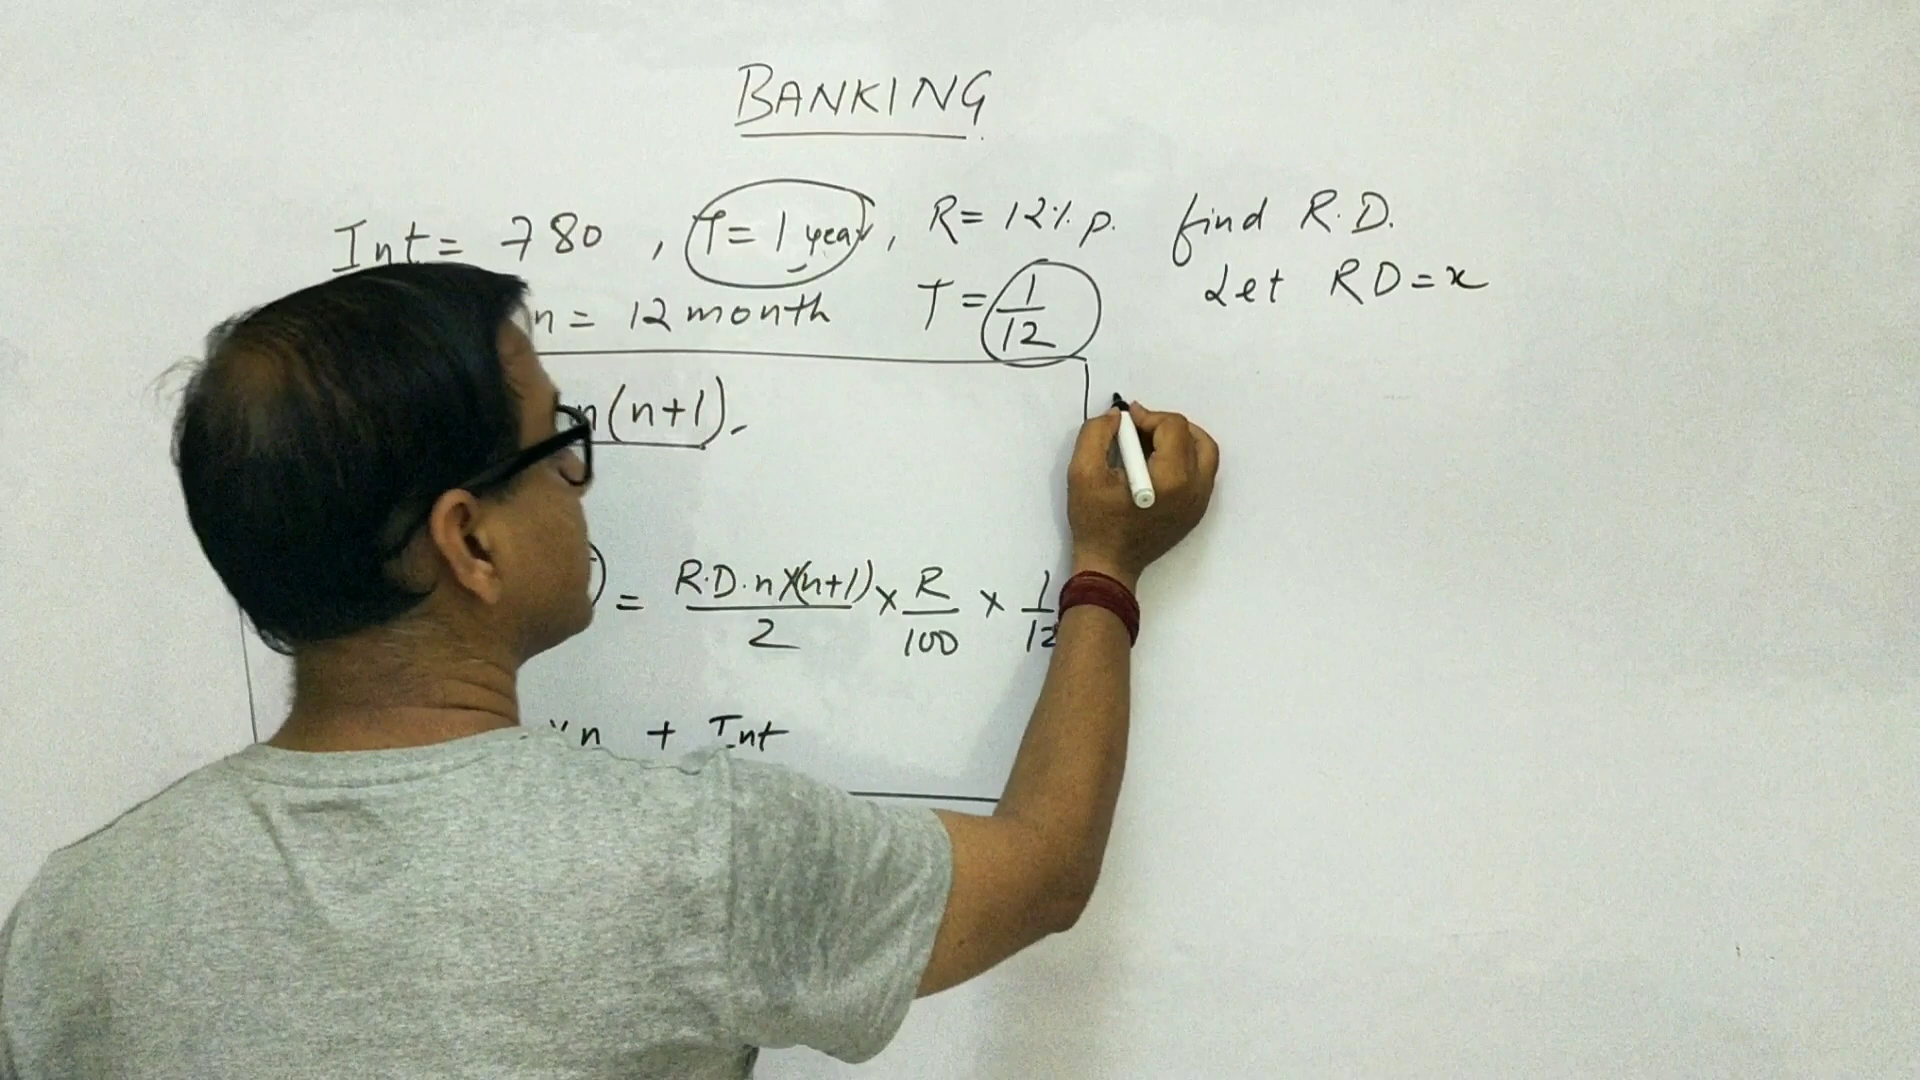 BANKING
Int = 780 , T = 1 year , R = 12% p. find R.D.
n = 12 month T = 1/12 Let RD = x
n(n+1).
) = R.D. n x(n+1)/2 x R/100 x 1/12
x n + Int